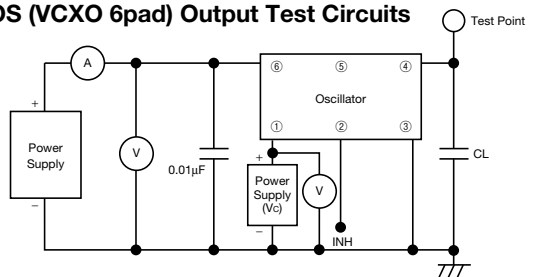 OS (VCXO 6pad) Output Test Circuits
Test Point
A
⑥ ⑤ ④
Oscillator
① ② ③
+
Power
Supply
−
V
0.01μF
+
Power
Supply
(Vc)
−
V
INH
CL